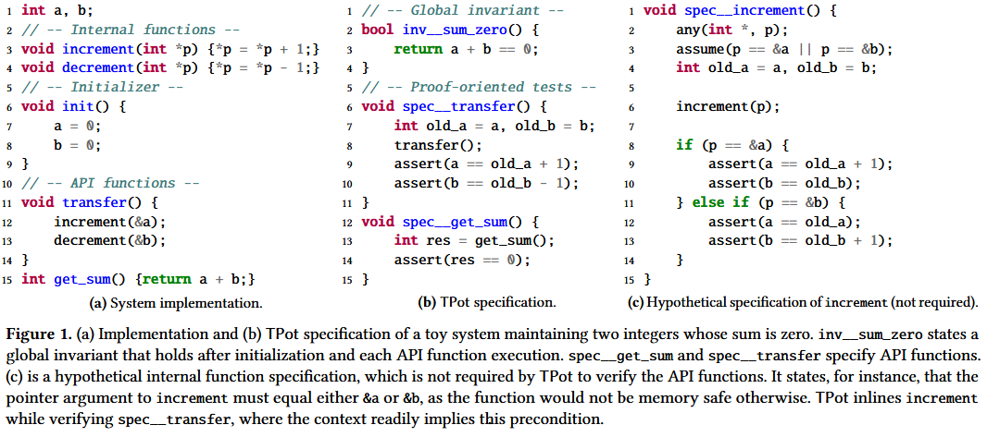 1 int a, b;
2 // -- Internal functions --
3 void increment(int *p) {*p = *p + 1;}
4 void decrement(int *p) {*p = *p - 1;}
5 // -- Initializer --
6 void init() {
7     a = 0;
8     b = 0;
9 }
10 // -- API functions --
11 void transfer() {
12     increment(&a);
13     decrement(&b);
14 }
15 int get_sum() {return a + b;}
(a) System implementation.
1 // -- Global invariant --
2 bool inv__sum_zero() {
3     return a + b == 0;
4 }
5 // -- Proof-oriented tests --
6 void spec__transfer() {
7     int old_a = a, old_b = b;
8     transfer();
9     assert(a == old_a + 1);
10     assert(b == old_b - 1);
11 }
12 void spec__get_sum() {
13     int res = get_sum();
14     assert(res == 0);
15 }
(b) TPot specification.
1 void spec__increment() {
2     any(int *, p);
3     assume(p == &a || p == &b);
4     int old_a = a, old_b = b;
5
6     increment(p);
7
8     if (p == &a) {
9         assert(a == old_a + 1);
10         assert(b == old_b);
11     } else if (p == &b) {
12         assert(a == old_a);
13         assert(b == old_b + 1);
14     }
15 }
(c) Hypothetical specification of increment (not required).
Figure 1. (a) Implementation and (b) TPot specification of a toy system maintaining two integers whose sum is zero. inv__sum_zero states a
global invariant that holds after initialization and each API function execution. spec__get_sum and spec__transfer specify API functions.
(c) is a hypothetical internal function specification, which is not required by TPot to verify the API functions. It states, for instance, that the
pointer argument to increment must equal either &a or &b, as the function would not be memory safe otherwise. TPot inlines increment
while verifying spec__transfer, where the context readily implies this precondition.